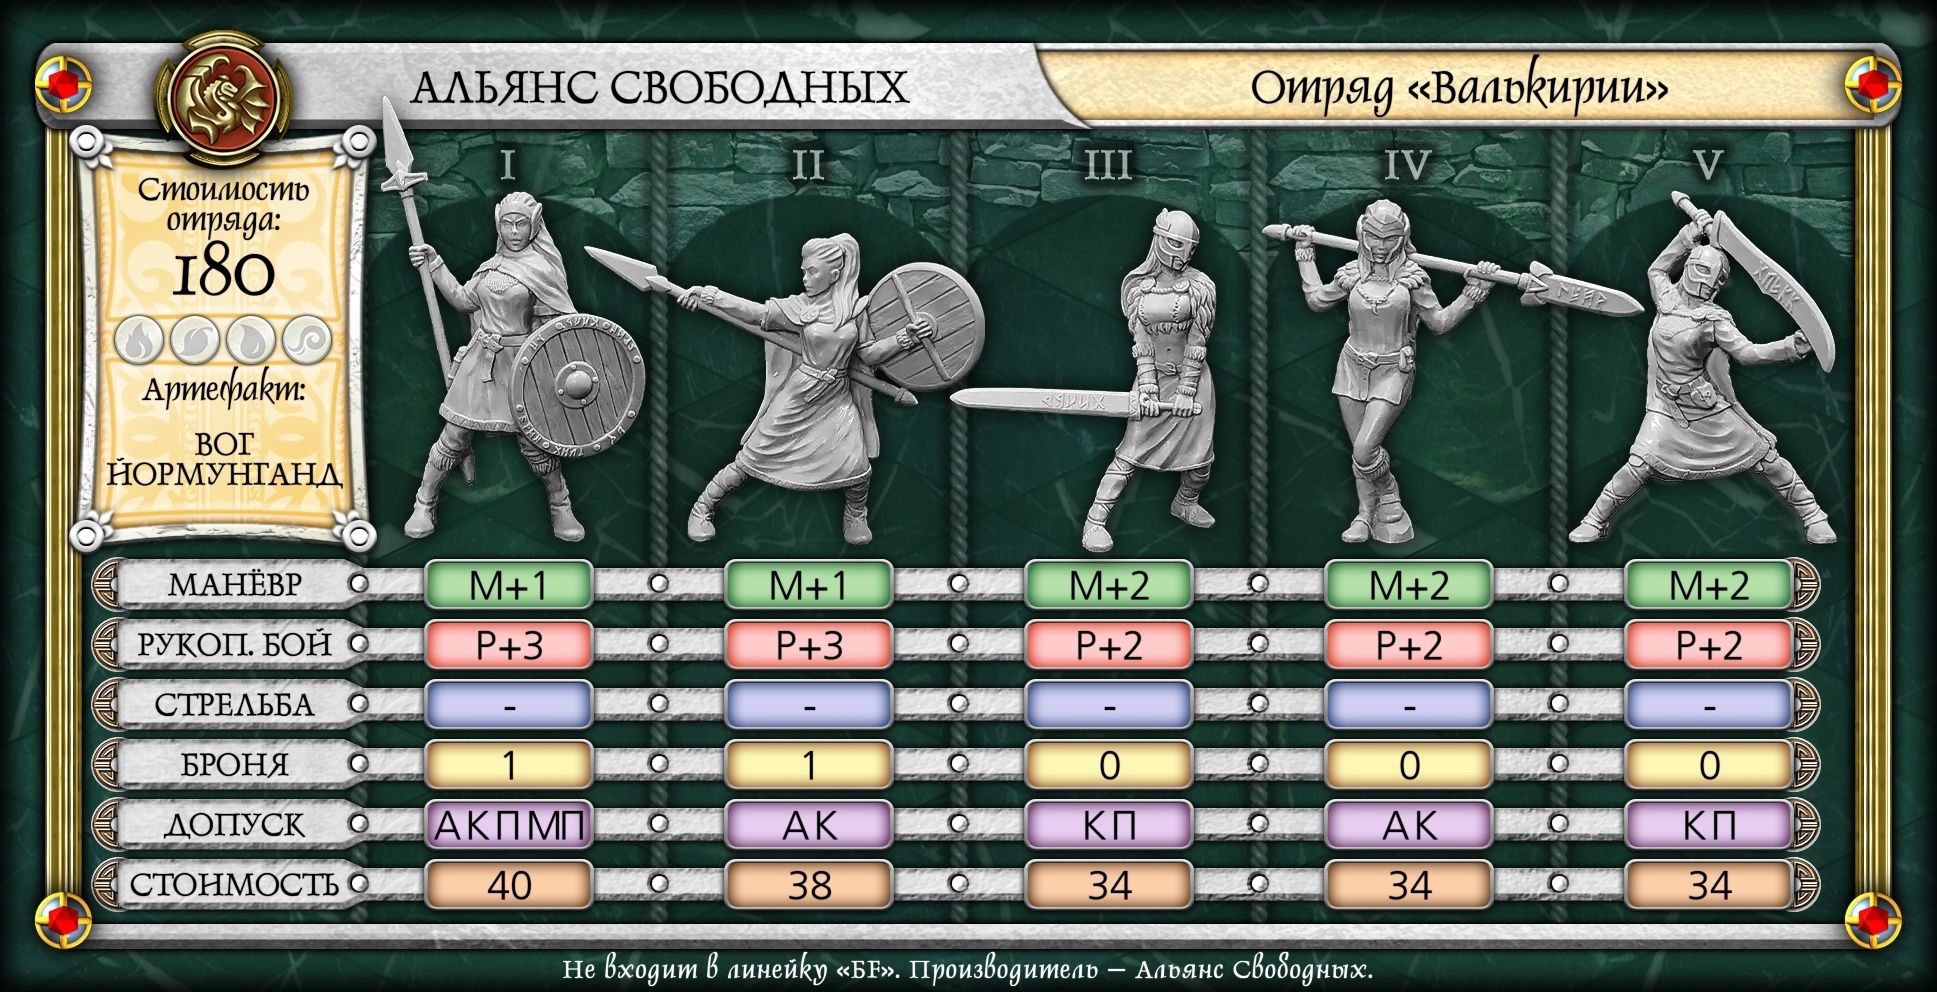 АЛЬЯНС СВОБОДНЫХ
Отряд «Валькирии»
Стоимость
отряда:
180
Артефакт:
ВОГ
ЙОРМУНГАНД
I II III IV V
МАНЁВР М+1 М+1 М+2 М+2 М+2
РУКОП. БОЙ Р+3 Р+3 Р+2 Р+2 Р+2
СТРЕЛЬБА - - - - -
БРОНЯ 1 1 0 0 0
ДОПУСК АКПМП АК КП АК КП
СТОИМОСТЬ 40 38 34 34 34
Не входит в линейку «БF». Производитель — Альянс Свободных.